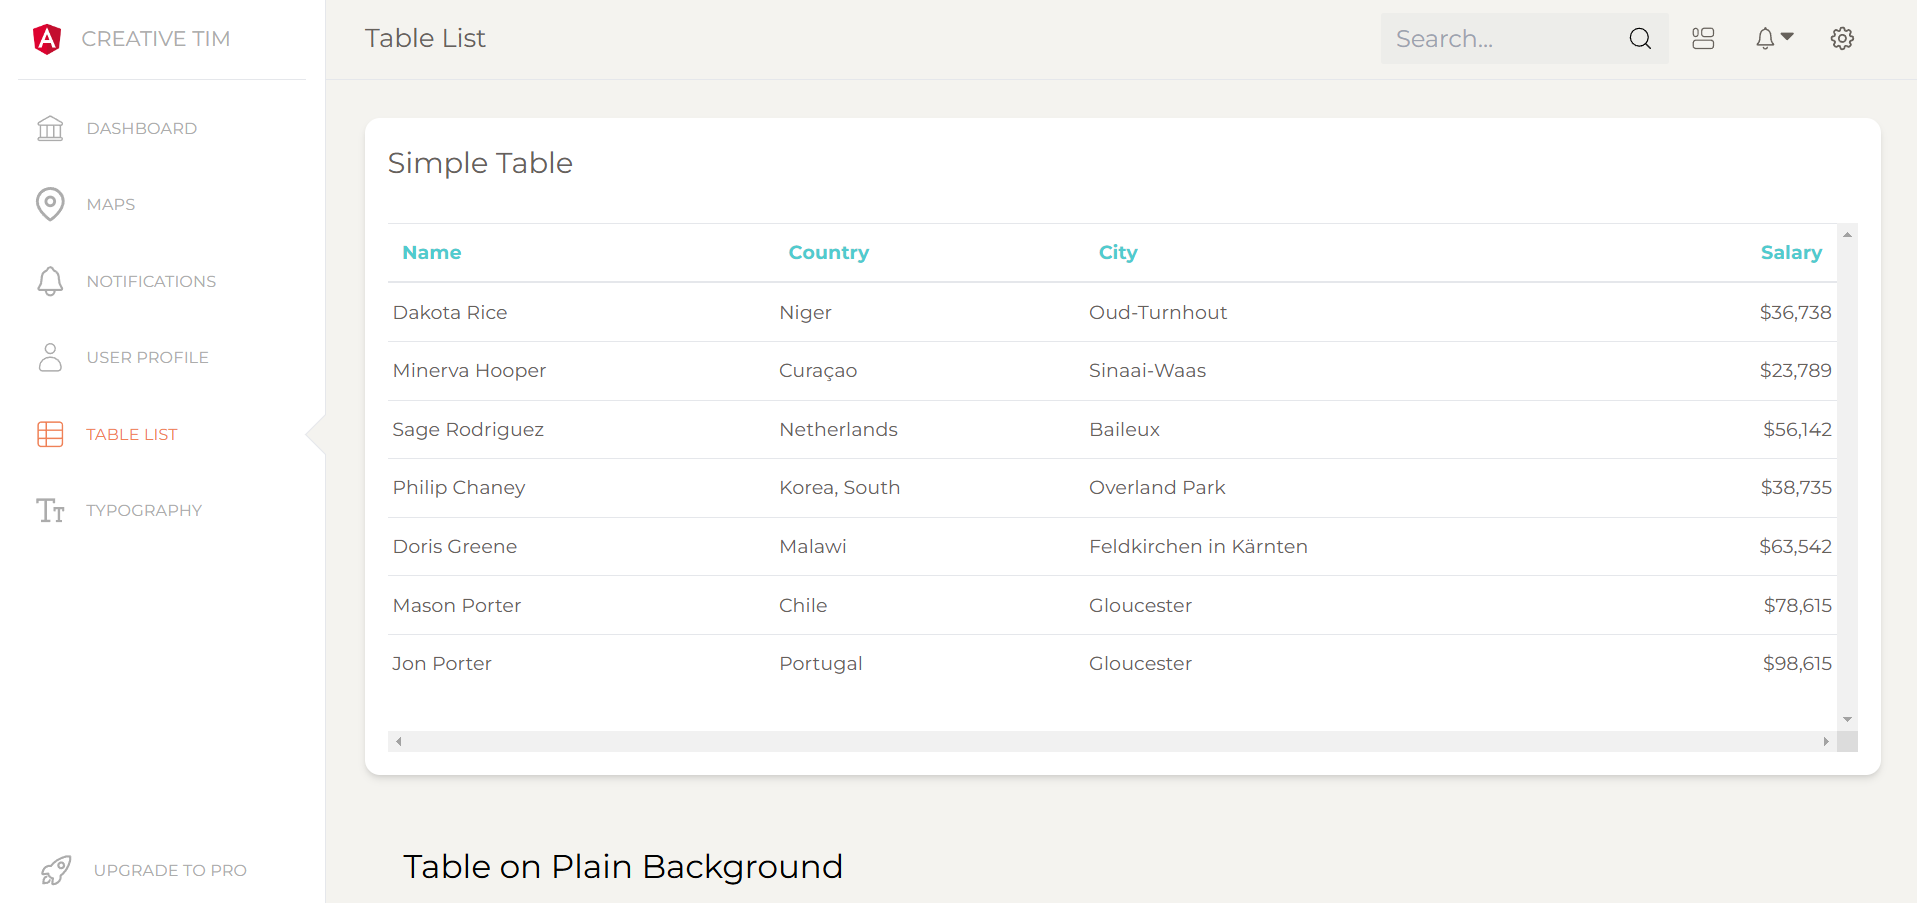 CREATIVE TIM
DASHBOARD
MAPS
NOTIFICATIONS
USER PROFILE
TABLE LIST
TYPOGRAPHY
UPGRADE TO PRO
Table List
Search...
Simple Table
Name Country City Salary
Dakota Rice Niger Oud-Turnhout $36,738
Minerva Hooper Curaçao Sinaai-Waas $23,789
Sage Rodriguez Netherlands Baileux $56,142
Philip Chaney Korea, South Overland Park $38,735
Doris Greene Malawi Feldkirchen in Kärnten $63,542
Mason Porter Chile Gloucester $78,615
Jon Porter Portugal Gloucester $98,615
Table on Plain Background